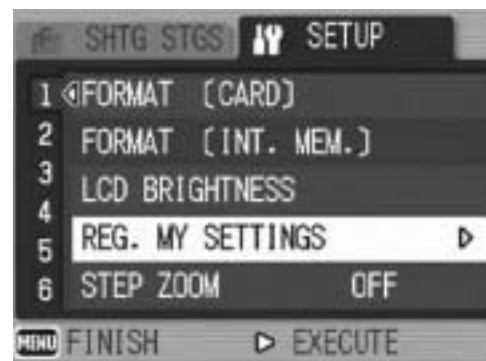 SHTG STGS SETUP
1 FORMAT [CARD]
2 FORMAT [INT. MEM.]
3 LCD BRIGHTNESS
4
5 REG. MY SETTINGS
6 STEP ZOOM OFF
MENU FINISH EXECUTE